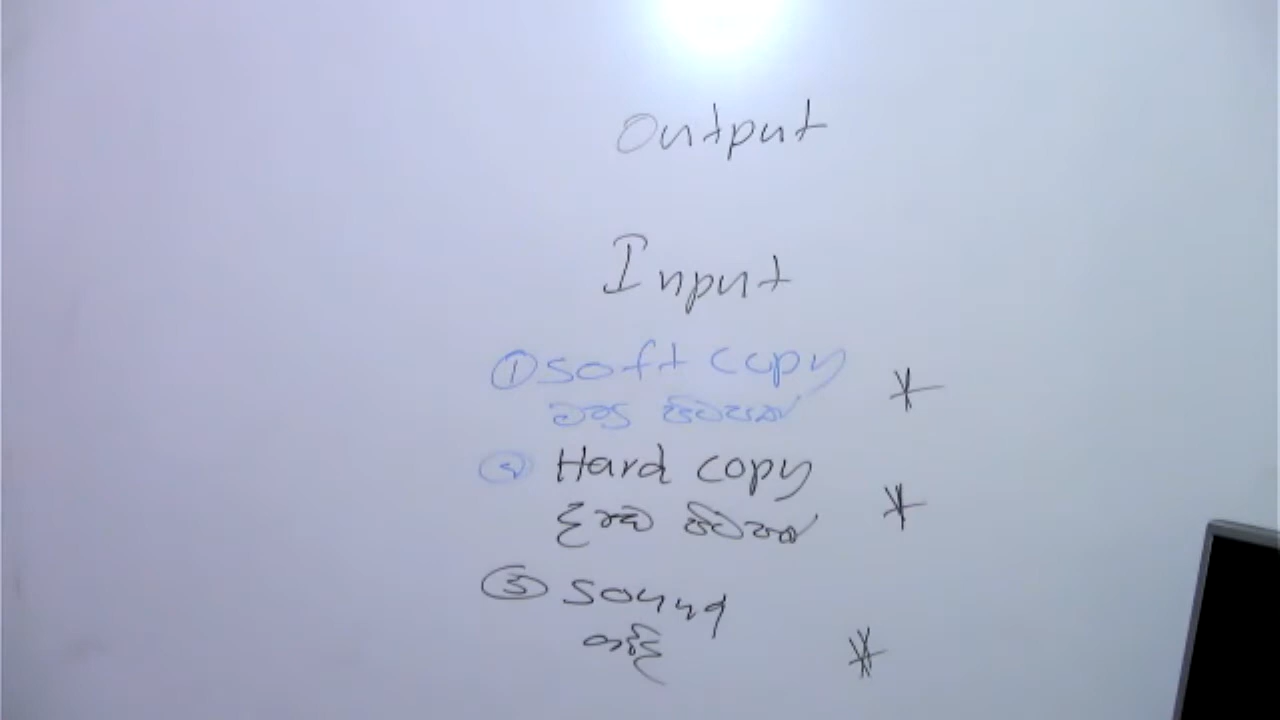 Output
Input
① Soft Copy
මෘදු පිටපත්
② Hard copy
දෘඩ පිටපත්
③ Sound
ශබ්ද